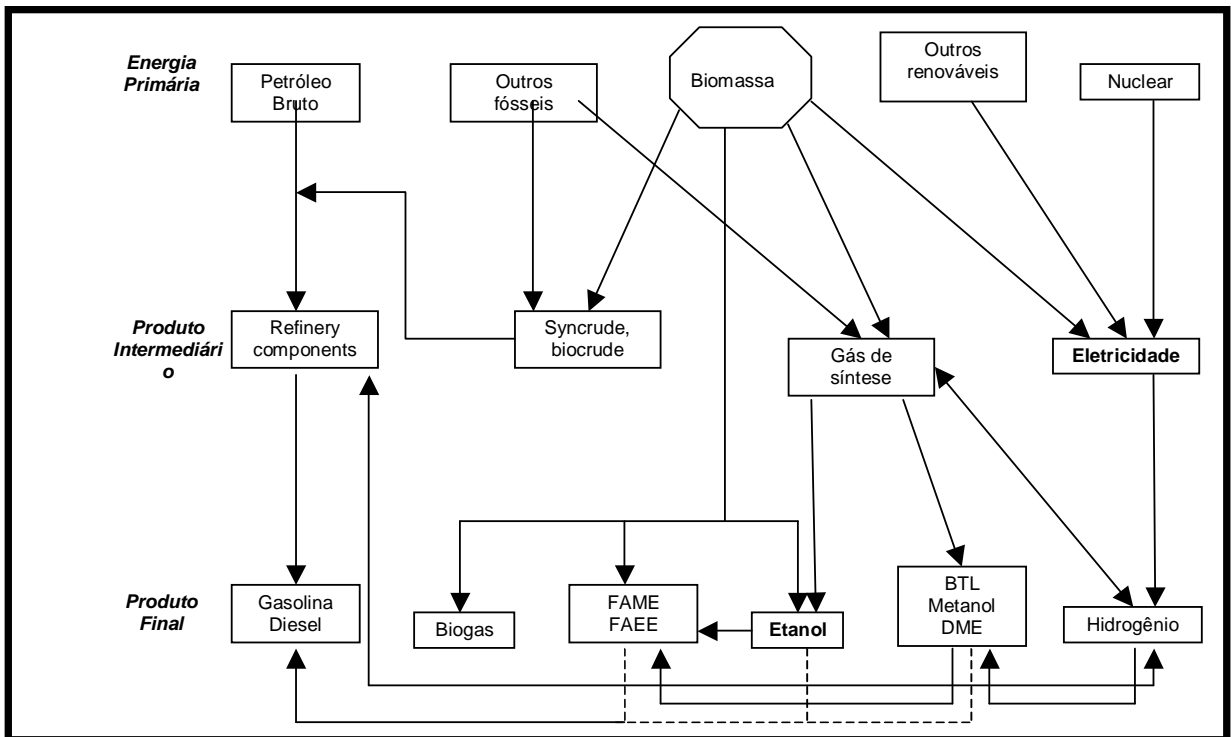 Energia
Primária
Petróleo
Bruto
Outros
fósseis
Biomassa
Outros
renováveis
Nuclear
Produto
Intermediári
o
Refinery
components
Syncrude,
biocrude
Gás de
síntese
Eletricidade
Produto
Final
Gasolina
Diesel
Biogas
FAME
FAEE
Etanol
BTL
Metanol
DME
Hidrogênio